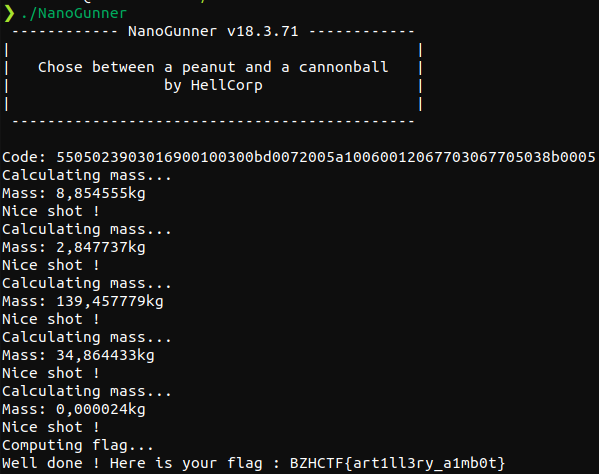 ❯ ./NanoGunner
------------ NanoGunner v18.3.71 ------------
| |
| Chose between a peanut and a cannonball |
| by HellCorp |
| |
---------------------------------------------
Code: 5505023903016900100300bd0072005a10060012067703067705038b0005
Calculating mass...
Mass: 8,854555kg
Nice shot !
Calculating mass...
Mass: 2,847737kg
Nice shot !
Calculating mass...
Mass: 139,457779kg
Nice shot !
Calculating mass...
Mass: 34,864433kg
Nice shot !
Calculating mass...
Mass: 0,000024kg
Nice shot !
Computing flag...
Well done ! Here is your flag : BZHCTF{art1ll3ry_a1mb0t}